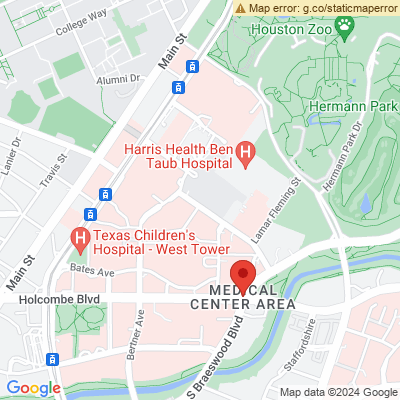 Map error: g.co/staticmaperror
College Way
Main St
Houston Zoo
Alumni Dr
Hermann Park
Hermann Park Dr
Lanier Dr
Travis St
Harris Health Ben
Taub Hospital
H
Lamar Fleming St
Texas Children's
Hospital - West Tower
H
Main St
Bates Ave
Holcombe Blvd
MEDICAL
CENTER AREA
Bertner Ave
S Braeswood Blvd
Staffordshire
Google
Map data ©2024 Google